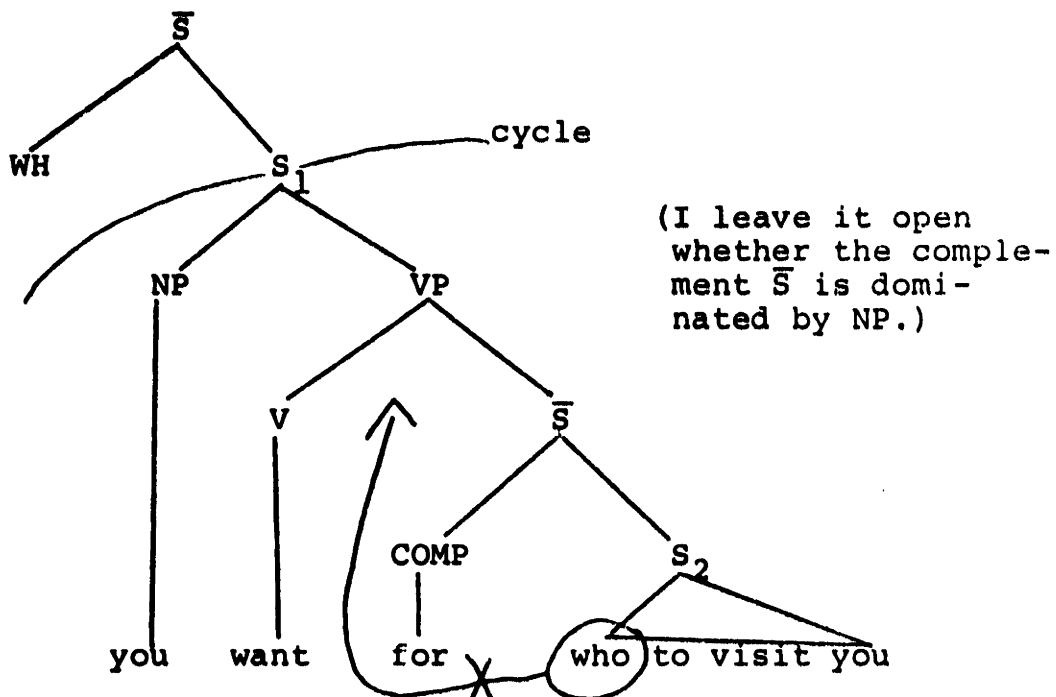 S̄
cycle
WH S₁
(I leave it open
whether the comple-
NP VP ment S̄ is domi-
nated by NP.)
V S̄
COMP S₂
you want for who to visit you